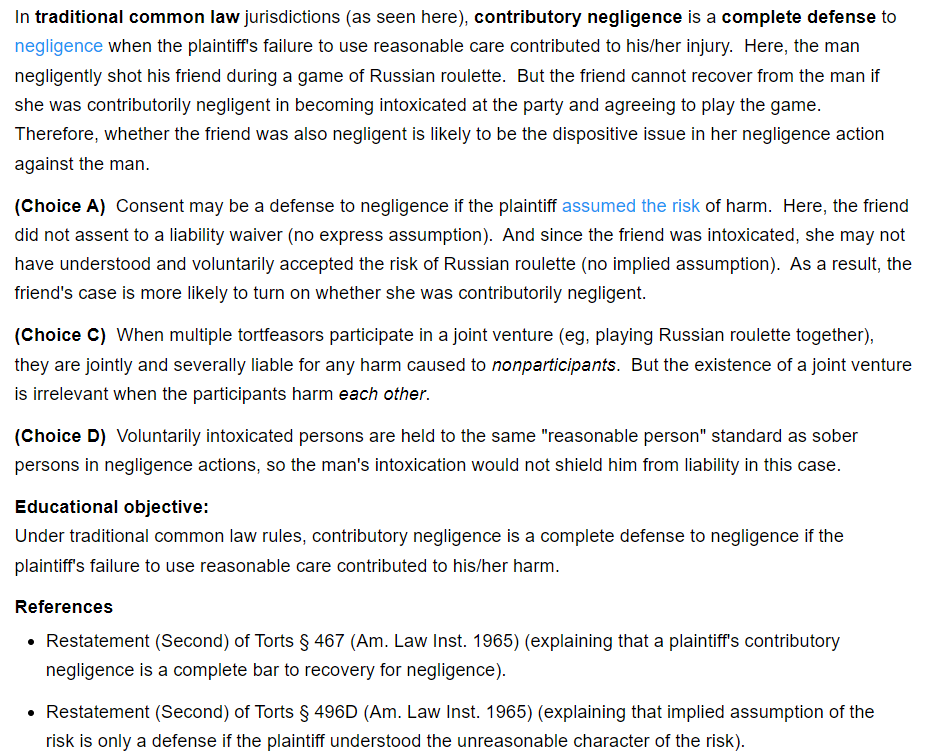 In traditional common law jurisdictions (as seen here), contributory negligence is a complete defense to
negligence when the plaintiff's failure to use reasonable care contributed to his/her injury.  Here, the man
negligently shot his friend during a game of Russian roulette.  But the friend cannot recover from the man if
she was contributorily negligent in becoming intoxicated at the party and agreeing to play the game.
Therefore, whether the friend was also negligent is likely to be the dispositive issue in her negligence action
against the man.
(Choice A)  Consent may be a defense to negligence if the plaintiff assumed the risk of harm.  Here, the friend
did not assent to a liability waiver (no express assumption).  And since the friend was intoxicated, she may not
have understood and voluntarily accepted the risk of Russian roulette (no implied assumption).  As a result, the
friend's case is more likely to turn on whether she was contributorily negligent.
(Choice C)  When multiple tortfeasors participate in a joint venture (eg, playing Russian roulette together),
they are jointly and severally liable for any harm caused to nonparticipants.  But the existence of a joint venture
is irrelevant when the participants harm each other.
(Choice D)  Voluntarily intoxicated persons are held to the same "reasonable person" standard as sober
persons in negligence actions, so the man's intoxication would not shield him from liability in this case.
Educational objective:
Under traditional common law rules, contributory negligence is a complete defense to negligence if the
plaintiff's failure to use reasonable care contributed to his/her harm.
References
• Restatement (Second) of Torts § 467 (Am. Law Inst. 1965) (explaining that a plaintiff's contributory
negligence is a complete bar to recovery for negligence).
• Restatement (Second) of Torts § 496D (Am. Law Inst. 1965) (explaining that implied assumption of the
risk is only a defense if the plaintiff understood the unreasonable character of the risk).